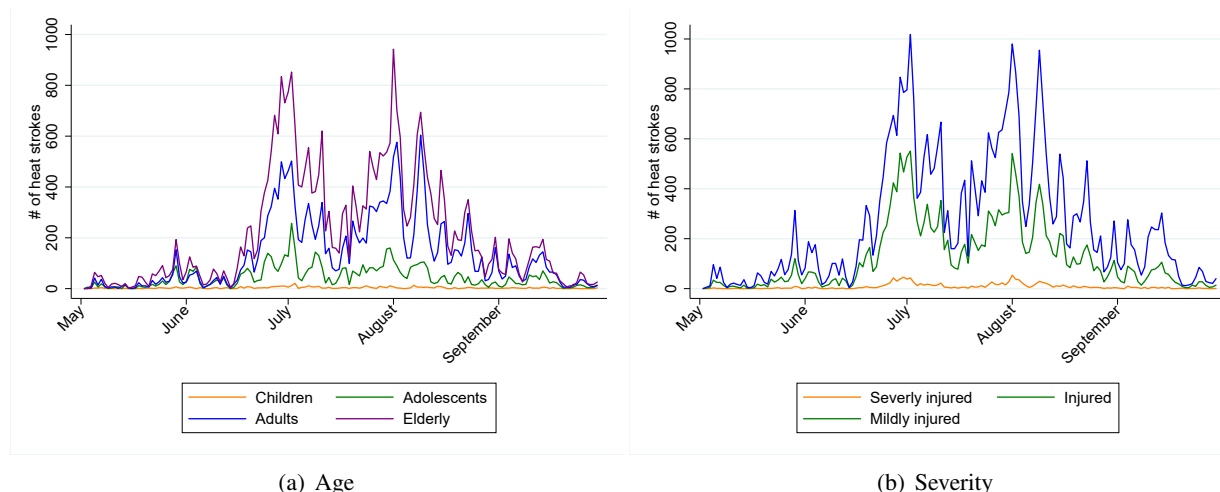 # of heat strokes
1000
800
600
400
200
0
May
June
July
August
September
Children
Adolescents
Adults
Elderly
(a) Age
# of heat strokes
1000
800
600
400
200
0
May
June
July
August
September
Severly injured
Injured
Mildly injured
(b) Severity